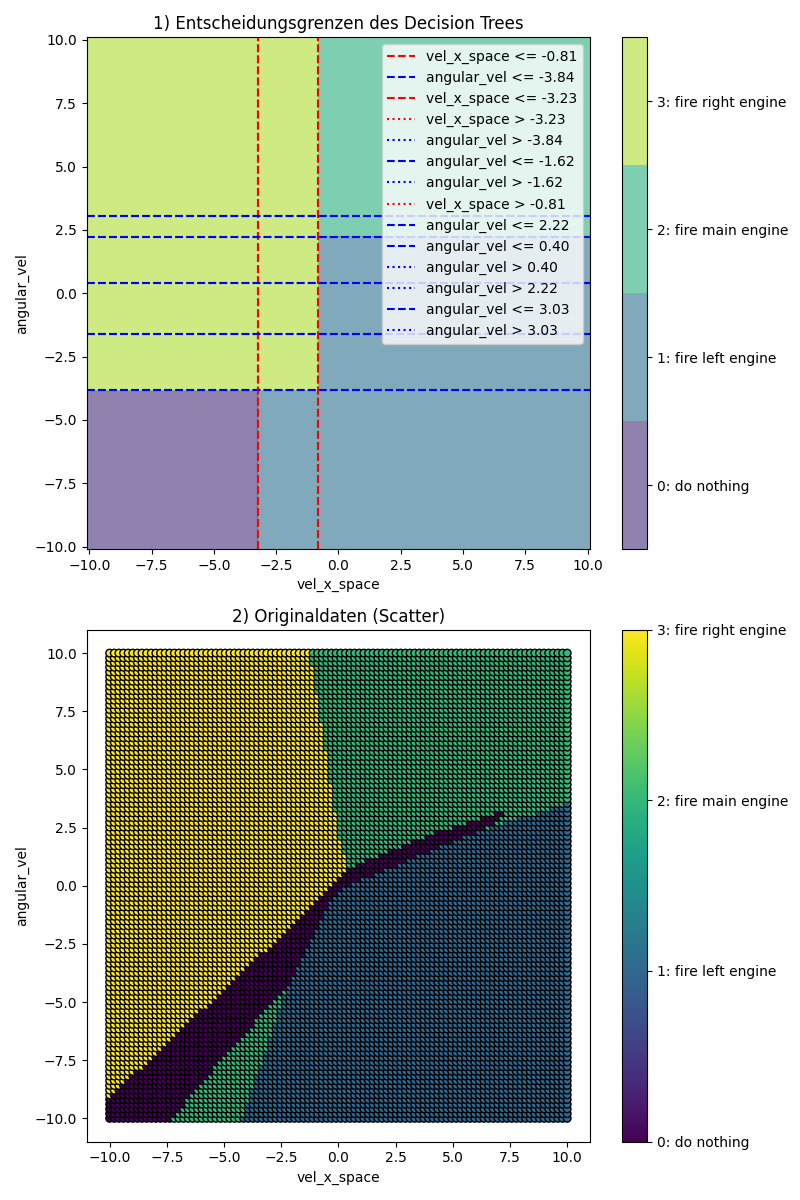 1) Entscheidungsgrenzen des Decision Trees
10.0
7.5
5.0
2.5
0.0
−2.5
−5.0
−7.5
−10.0
angular_vel
vel_x_space <= -0.81
angular_vel <= -3.84
vel_x_space <= -3.23
vel_x_space > -3.23
angular_vel > -3.84
angular_vel <= -1.62
angular_vel > -1.62
vel_x_space > -0.81
angular_vel <= 2.22
angular_vel <= 0.40
angular_vel > 0.40
angular_vel > 2.22
angular_vel <= 3.03
angular_vel > 3.03
−10.0 −7.5 −5.0 −2.5 0.0 2.5 5.0 7.5 10.0
vel_x_space
3: fire right engine
2: fire main engine
1: fire left engine
0: do nothing
2) Originaldaten (Scatter)
10.0
7.5
5.0
2.5
0.0
−2.5
−5.0
−7.5
−10.0
angular_vel
−10.0 −7.5 −5.0 −2.5 0.0 2.5 5.0 7.5 10.0
vel_x_space
3: fire right engine
2: fire main engine
1: fire left engine
0: do nothing